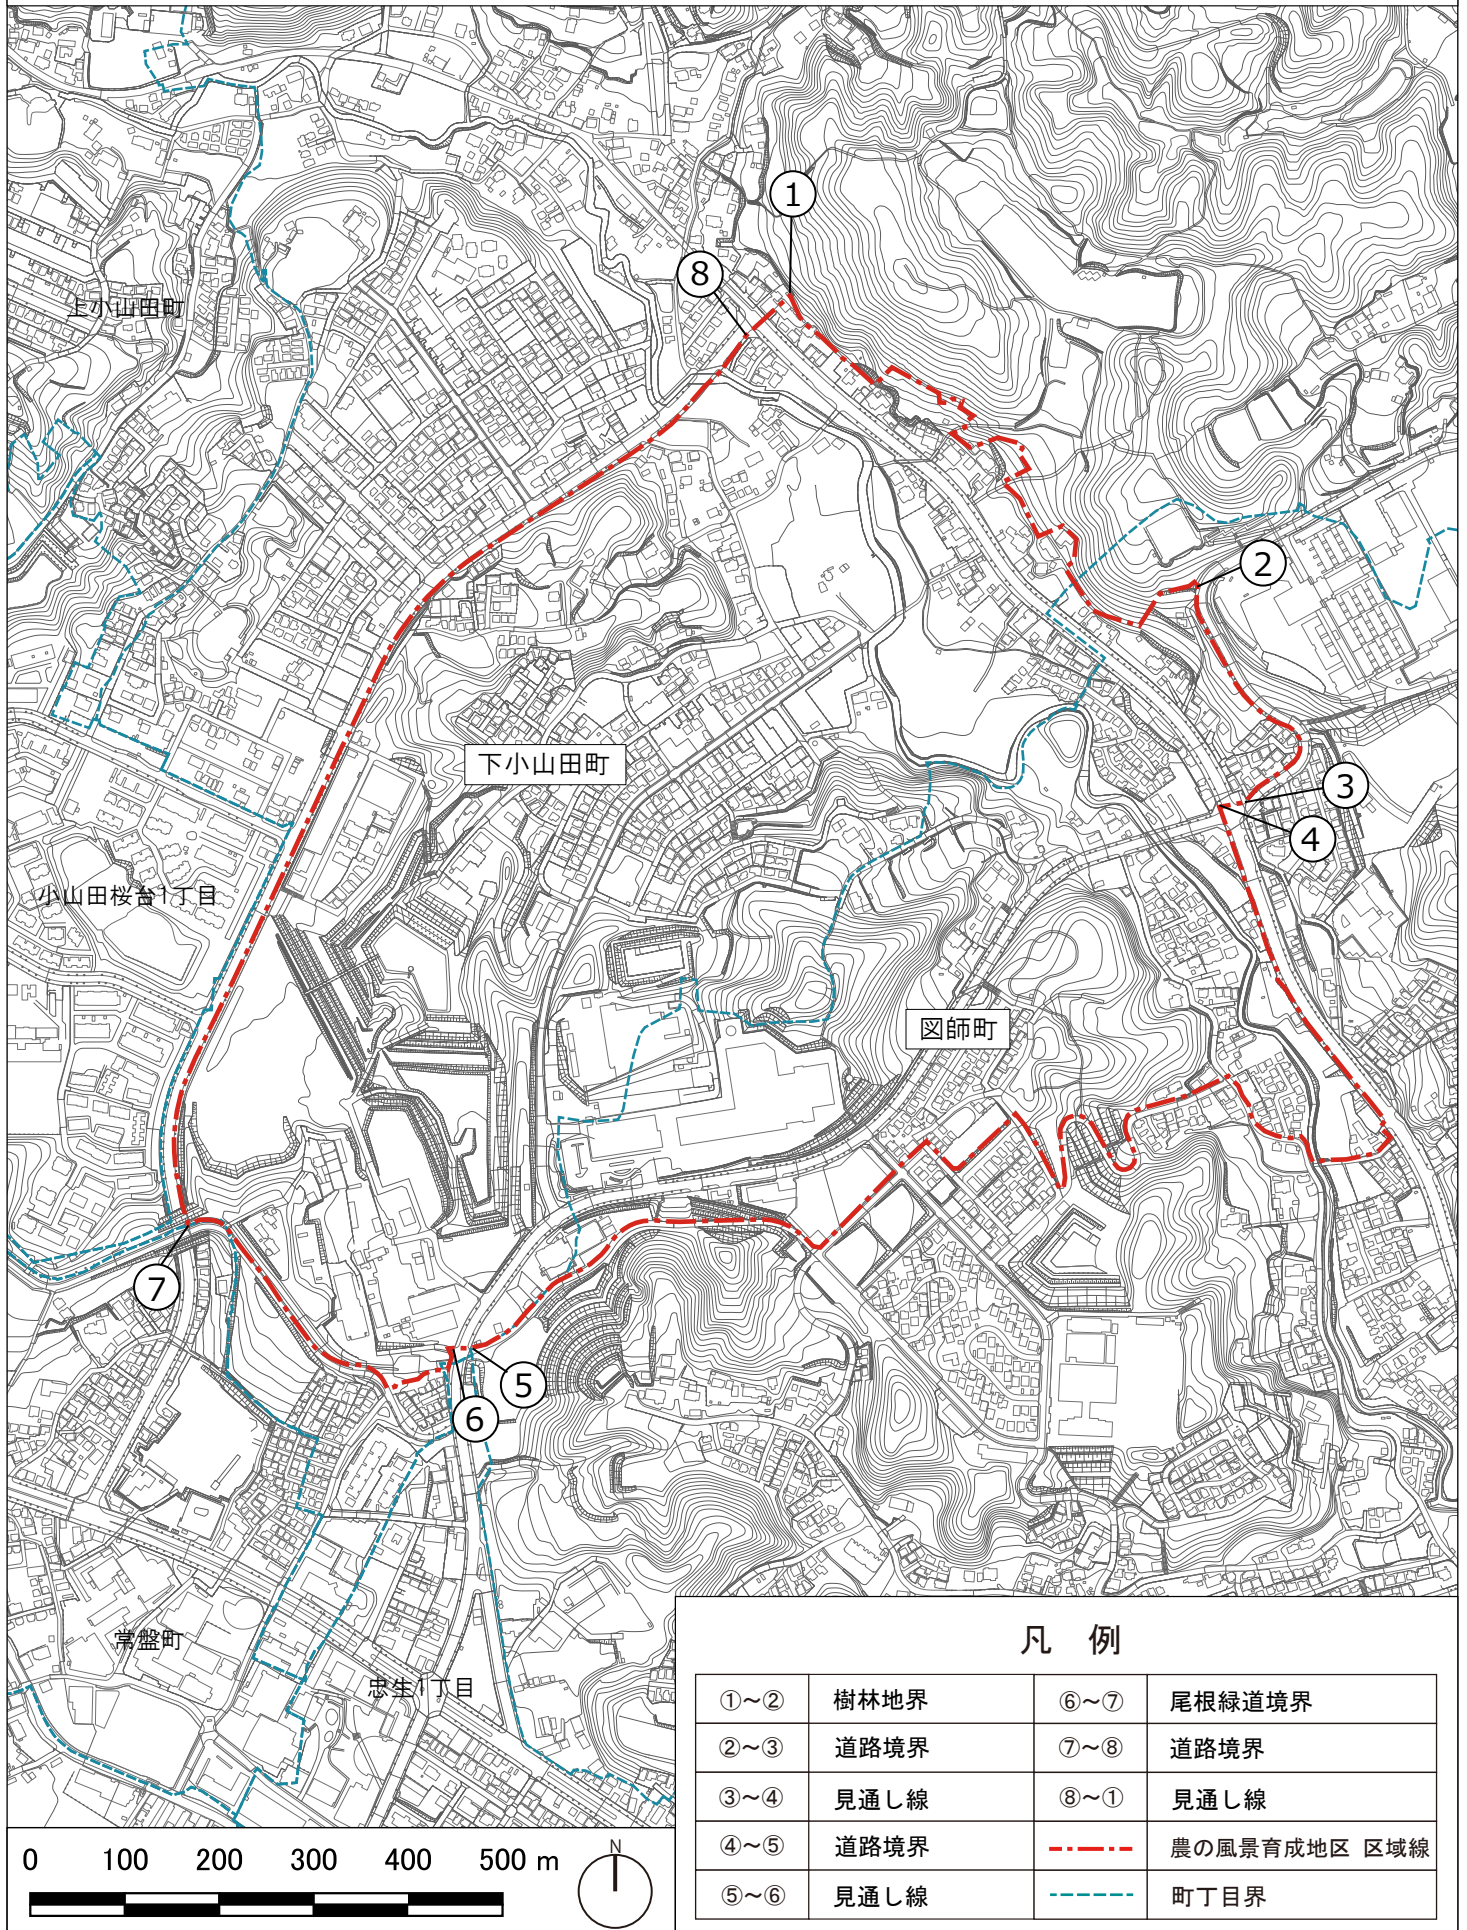 ①
⑧
上小山田町
②
下小山田町
③
④
小山田桜台1丁目
図師町
⑦
⑤
⑥
常盤町
忠生1丁目
凡 例
①～② 樹林地界 ⑥～⑦ 尾根緑道境界
②～③ 道路境界 ⑦～⑧ 道路境界
③～④ 見通し線 ⑧～① 見通し線
④～⑤ 道路境界 農の風景育成地区 区域線
⑤～⑥ 見通し線 町丁目界
0 100 200 300 400 500 m
N